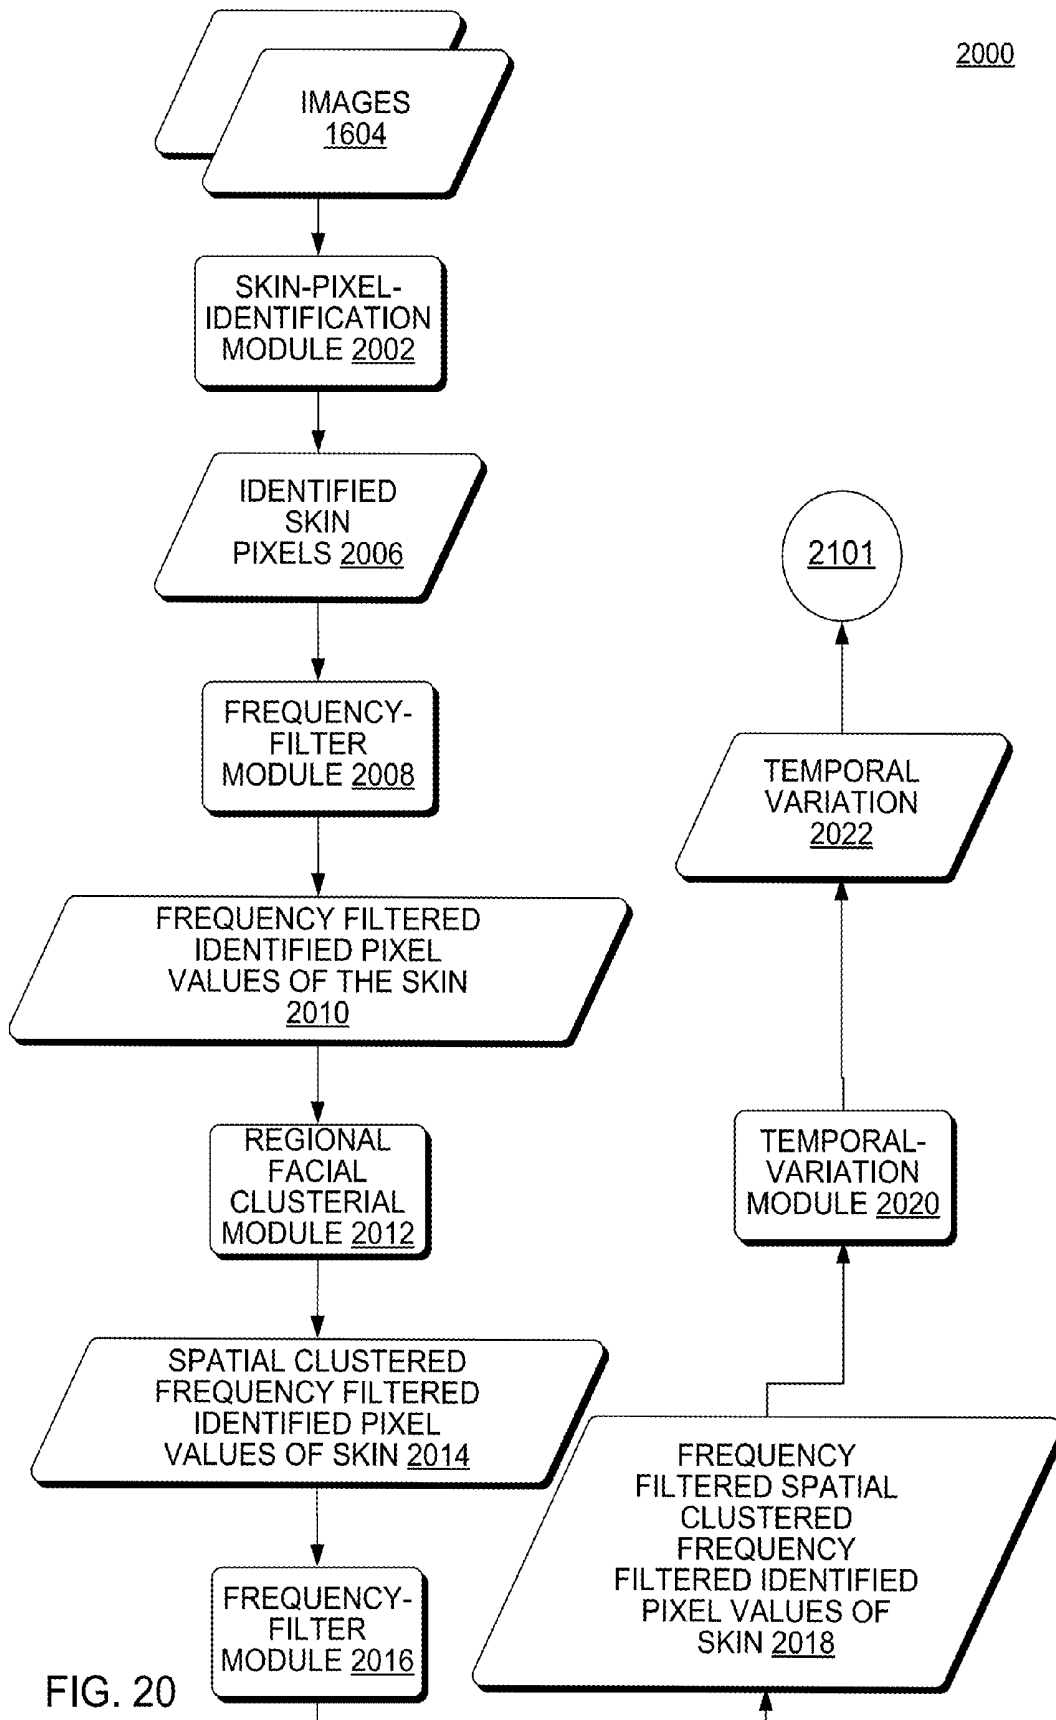 2000
IMAGES
1604
SKIN-PIXEL-
IDENTIFICATION
MODULE 2002
IDENTIFIED
SKIN
PIXELS 2006
FREQUENCY-
FILTER
MODULE 2008
FREQUENCY FILTERED
IDENTIFIED PIXEL
VALUES OF THE SKIN
2010
REGIONAL
FACIAL
CLUSTERIAL
MODULE 2012
SPATIAL CLUSTERED
FREQUENCY FILTERED
IDENTIFIED PIXEL
VALUES OF SKIN 2014
FREQUENCY-
FILTER
MODULE 2016
FREQUENCY
FILTERED SPATIAL
CLUSTERED
FREQUENCY
FILTERED IDENTIFIED
PIXEL VALUES OF
SKIN 2018
TEMPORAL-
VARIATION
MODULE 2020
TEMPORAL
VARIATION
2022
2101
FIG. 20